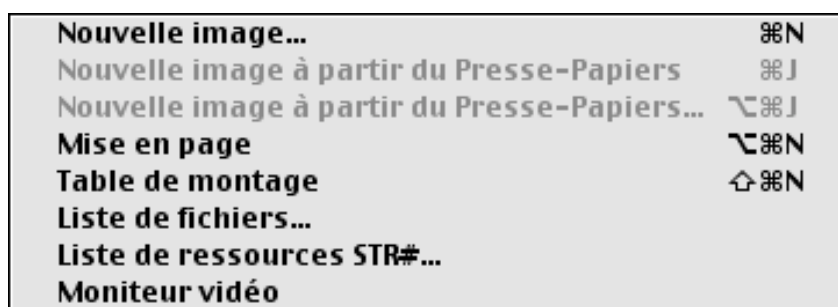 Nouvelle image... ⌘N
Nouvelle image à partir du Presse-Papiers ⌘J
Nouvelle image à partir du Presse-Papiers... ⌥⌘J
Mise en page ⌥⌘N
Table de montage ⇧⌘N
Liste de fichiers...
Liste de ressources STR#...
Moniteur vidéo